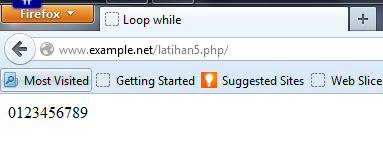 Firefox
Loop while
www.example.net/latihan5.php/
Most Visited Getting Started Suggested Sites Web Slice
0123456789